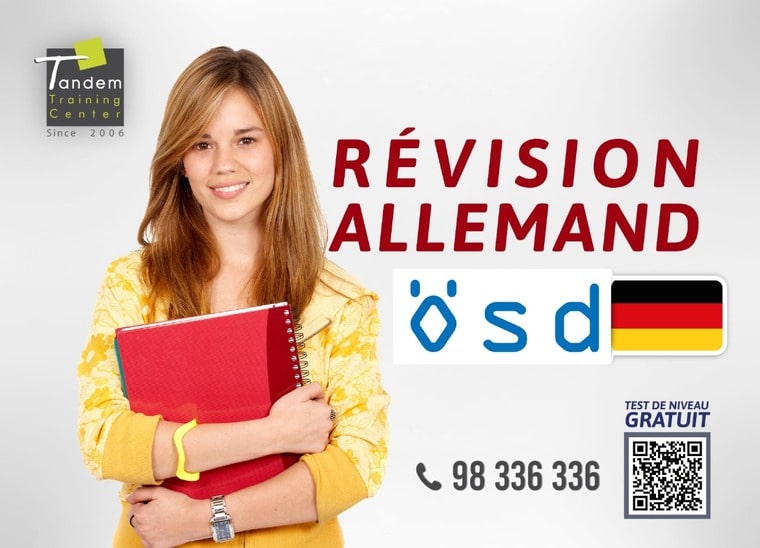 Tandem
Training
Center
Since 2006
RÉVISION
ALLEMAND
ösd
TEST DE NIVEAU
GRATUIT
98 336 336